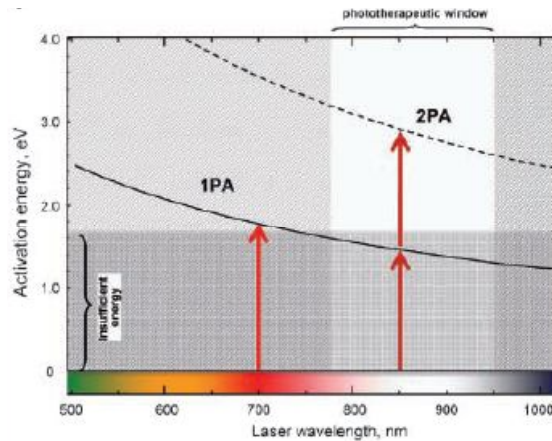 phototherapeutic window
4.0
3.0
2.0
1.0
0
Activation energy, eV
2PA
1PA
Insufficient
energy
500
600
700
800
900
1000
Laser wavelength, nm